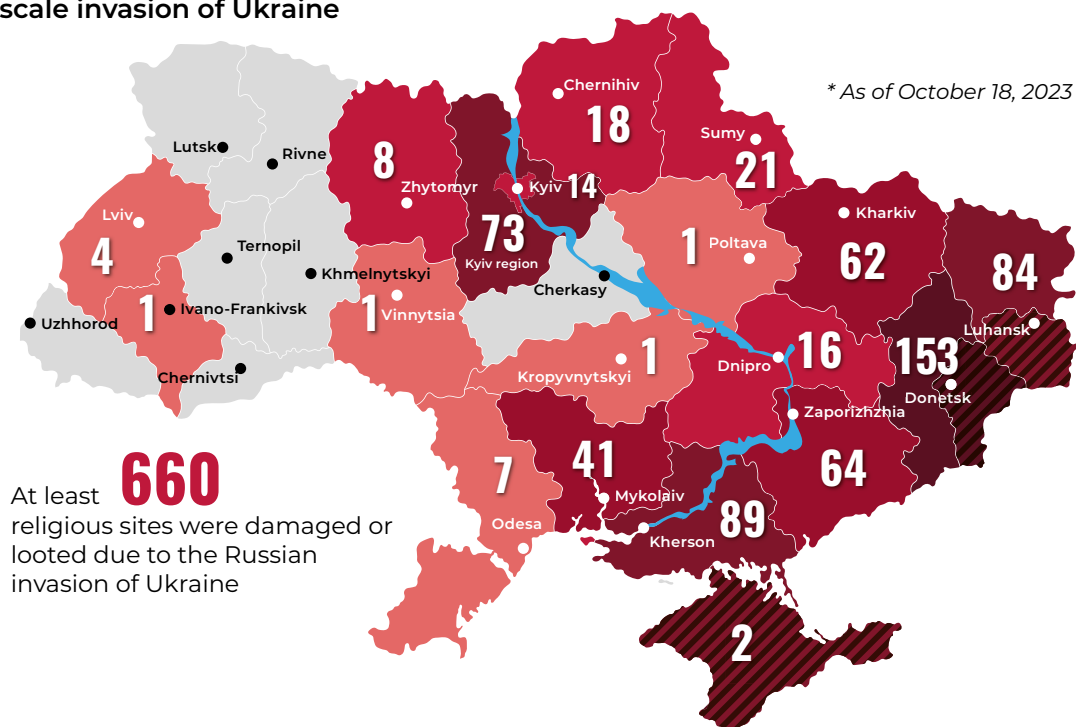 scale invasion of Ukraine
* As of October 18, 2023
Chernihiv
18
Sumy
21
Lutsk
Rivne
8
Zhytomyr
Kyiv 14
73
Kyiv region
Lviv
4
Ternopil
Khmelnytskyi
Cherkasy
1 Poltava
Kharkiv
62
84
Luhansk
Uzhhorod
1 Ivano-Frankivsk
1 Vinnytsia
Chernivtsi
Kropyvnytskyi 1
Dnipro 16
153
Donetsk
Zaporizhzhia
64
41
Mykolaiv
7
Odesa
89
Kherson
2
At least 660
religious sites were damaged or
looted due to the Russian
invasion of Ukraine